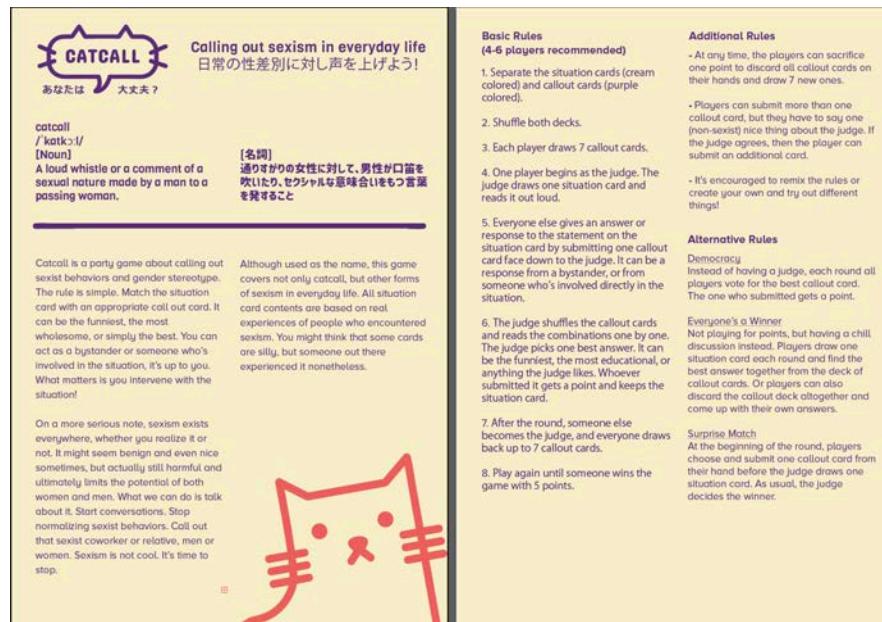 CATCALL
あなたは 大丈夫？
Calling out sexism in everyday life
日常の性差別に対し声を上げよう!
catcall
/ˈkatkɔːl/
[Noun]
A loud whistle or a comment of a
sexual nature made by a man to a
passing woman.
[名詞]
通りすがりの女性に対して、男性が口笛を
吹いたり、セクシャルな意味合いをもつ言葉
を発すること
Catcall is a party game about calling out
sexist behaviors and gender stereotype.
The rule is simple. Match the situation
card with an appropriate call out card. It
can be the funniest, the most
wholesome, or simply the best. You can
act as a bystander or someone who's
involved in the situation, it's up to you.
What matters is you intervene with the
situation!
On a more serious note, sexism exists
everywhere, whether you realize it or
not. It might seem benign and even nice
sometimes, but actually still harmful and
ultimately limits the potential of both
women and men. What we can do is talk
about it. Start conversations. Stop
normalizing sexist behaviors. Call out
that sexist coworker or relative, men or
women. Sexism is not cool. It's time to
stop.
Although used as the name, this game
covers not only catcall, but other forms
of sexism in everyday life. All situation
card contents are based on real
experiences of people who encountered
sexism. You might think that some cards
are silly, but someone out there
experienced it nonetheless.
Basic Rules
(4-6 players recommended)
1. Separate the situation cards (cream
colored) and callout cards (purple
colored).
2. Shuffle both decks.
3. Each player draws 7 callout cards.
4. One player begins as the judge. The
judge draws one situation card and
reads it out loud.
5. Everyone else gives an answer or
response to the statement on the
situation card by submitting one callout
card face down to the judge. It can be a
response from a bystander, or from
someone who's involved directly in the
situation.
6. The judge shuffles the callout cards
and reads the combinations one by one.
The judge picks one best answer. It can
be the funniest, the most educational, or
anything the judge likes. Whoever
submitted it gets a point and keeps the
situation card.
7. After the round, someone else
becomes the judge, and everyone draws
back up to 7 callout cards.
8. Play again until someone wins the
game with 5 points.
Additional Rules
- At any time, the players can sacrifice
one point to discard all callout cards on
their hands and draw 7 new ones.
- Players can submit more than one
callout card, but they have to say one
(non-sexist) nice thing about the judge. If
the judge agrees, then the player can
submit an additional card.
- It's encouraged to remix the rules or
create your own and try out different
things!
Alternative Rules
Democracy
Instead of having a judge, each round all
players vote for the best callout card.
The one who submitted gets a point.
Everyone's a Winner
Not playing for points, but having a chill
discussion instead. Players draw one
situation card each round and find the
best answer together from the deck of
callout cards. Or players can also
discard the callout deck altogether and
come up with their own answers.
Surprise Match
At the beginning of the round, players
choose and submit one callout card from
their hand before the judge draws one
situation card. As usual, the judge
decides the winner.